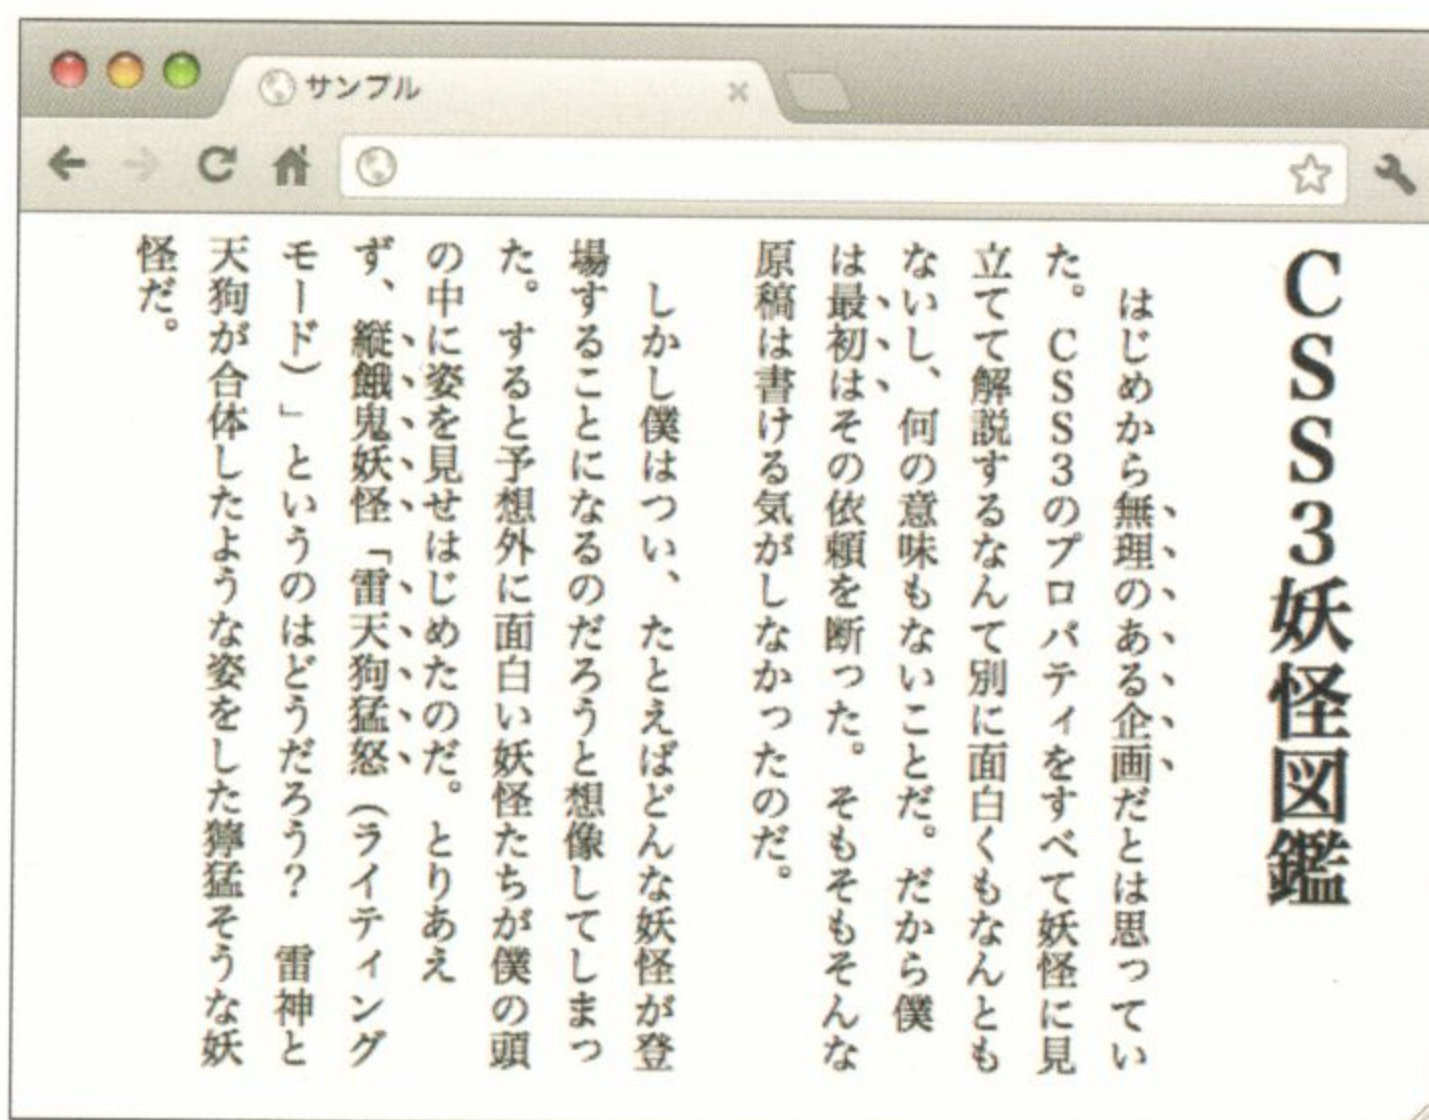 サンプル
CSS3妖怪図鑑
はじめから無理のある企画だとは思ってい
た。CSS3のプロパティをすべて妖怪に見
立てて解説するなんて別に面白くもなんとも
ないし、何の意味もないことだ。だから僕
は最初はその依頼を断った。そもそもそんな
原稿は書ける気がしなかったのだ。
しかし僕はつい、たとえばどんな妖怪が登
場することになるのだろうと想像してしまっ
た。すると予想外に面白い妖怪たちが僕の頭
の中に姿を見せはじめたのだ。とりあえ
ず、縦餓鬼妖怪「雷天狗猛怒（ライティング
モード）」というのはどうだろう？　雷神と
天狗が合体したような姿をした獰猛そうな妖
怪だ。